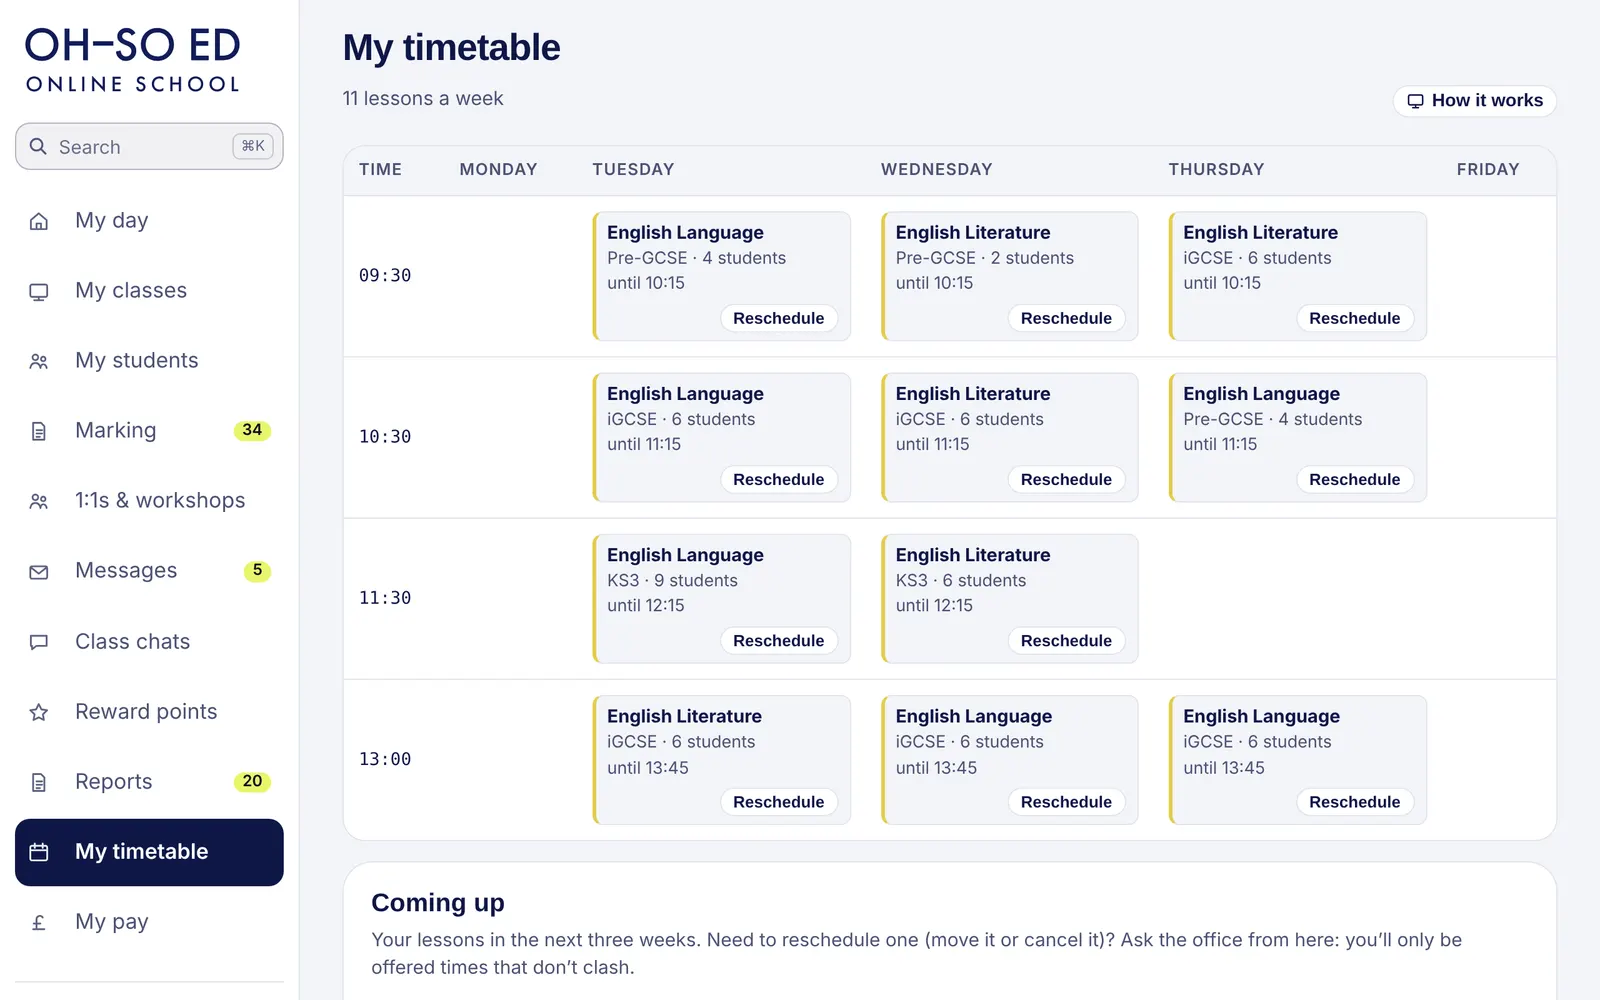 OH–SO ED
ONLINE SCHOOL
Search
⌘K
My day
My classes
My students
Marking
34
1:1s & workshops
Messages
5
Class chats
Reward points
Reports
20
My timetable
My pay
My timetable
11 lessons a week
How it works
TIME MONDAY TUESDAY WEDNESDAY THURSDAY FRIDAY
09:30
English Language
Pre-GCSE · 4 students
until 10:15
Reschedule
English Literature
Pre-GCSE · 2 students
until 10:15
Reschedule
English Literature
iGCSE · 6 students
until 10:15
Reschedule
10:30
English Language
iGCSE · 6 students
until 11:15
Reschedule
English Literature
iGCSE · 6 students
until 11:15
Reschedule
English Language
Pre-GCSE · 4 students
until 11:15
Reschedule
11:30
English Language
KS3 · 9 students
until 12:15
Reschedule
English Literature
KS3 · 6 students
until 12:15
Reschedule
13:00
English Literature
iGCSE · 6 students
until 13:45
Reschedule
English Language
iGCSE · 6 students
until 13:45
Reschedule
English Language
iGCSE · 6 students
until 13:45
Reschedule
Coming up
Your lessons in the next three weeks. Need to reschedule one (move it or cancel it)? Ask the office from here: you’ll only be
offered times that don’t clash.